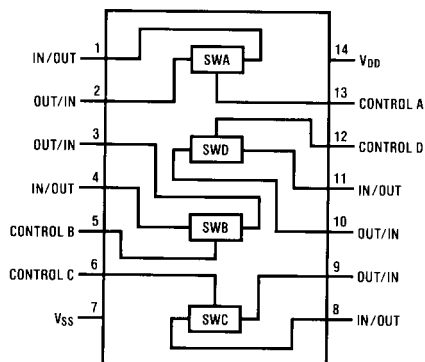 IN/OUT 1
OUT/IN 2
OUT/IN 3
IN/OUT 4
CONTROL B 5
CONTROL C 6
VSS 7
SWA
SWD
SWB
SWC
14 VDD
13 CONTROL A
12 CONTROL D
11 IN/OUT
10 OUT/IN
9 OUT/IN
8 IN/OUT